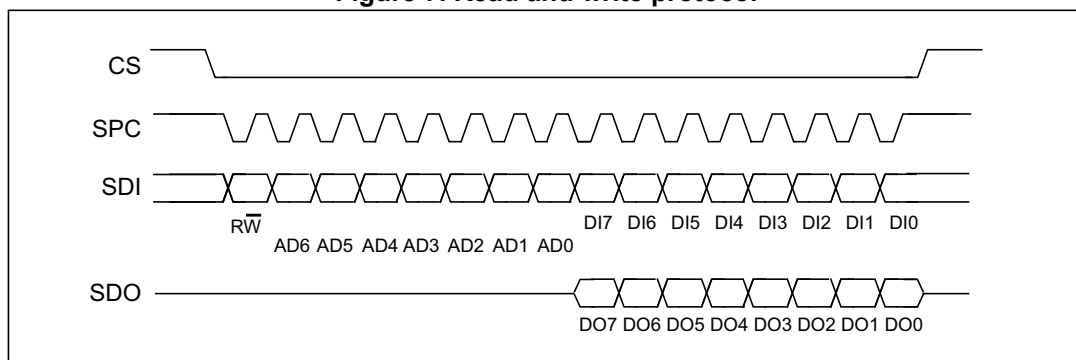 Figure 7. Read and write protocol
CS
SPC
SDI
RW̅
DI7 DI6 DI5 DI4 DI3 DI2 DI1 DI0
AD6 AD5 AD4 AD3 AD2 AD1 AD0
SDO
DO7 DO6 DO5 DO4 DO3 DO2 DO1 DO0